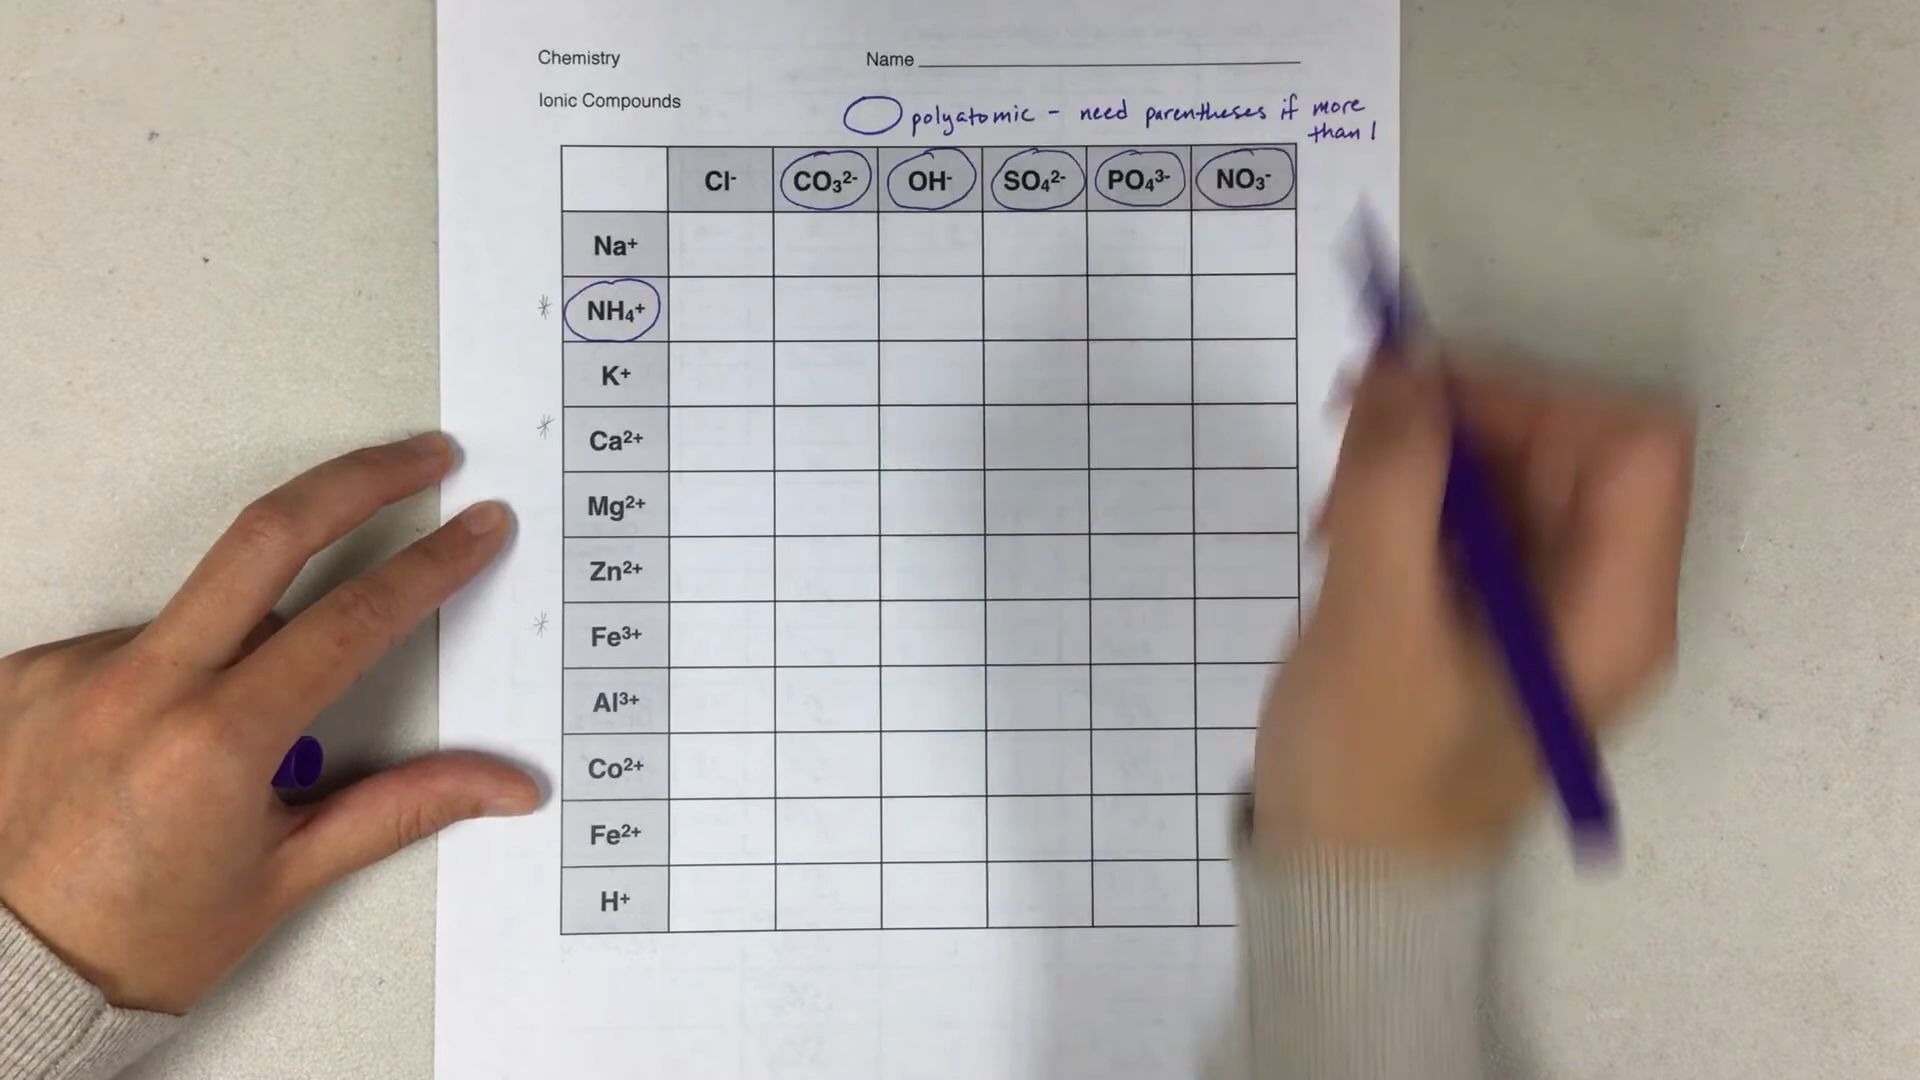 Chemistry Name
Ionic Compounds
polyatomic - need parentheses if more
than 1
Cl⁻ CO₃²⁻ OH⁻ SO₄²⁻ PO₄³⁻ NO₃⁻
Na⁺
* NH₄⁺
K⁺
* Ca²⁺
Mg²⁺
Zn²⁺
* Fe³⁺
Al³⁺
Co²⁺
Fe²⁺
H⁺